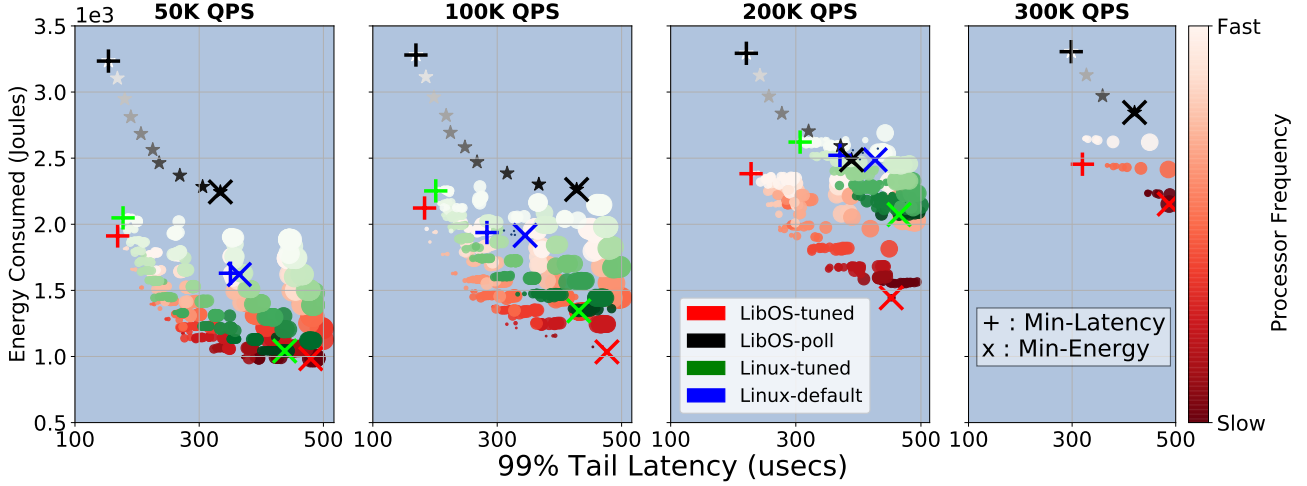 1e3
50K QPS
100K QPS
200K QPS
300K QPS
3.5
3.0
2.5
2.0
1.5
1.0
0.5
Energy Consumed (Joules)
100 300 500
100 300 500
100 300 500
100 300 500
99% Tail Latency (usecs)
LibOS-tuned
LibOS-poll
Linux-tuned
Linux-default
+ : Min-Latency
x : Min-Energy
Fast
Slow
Processor Frequency